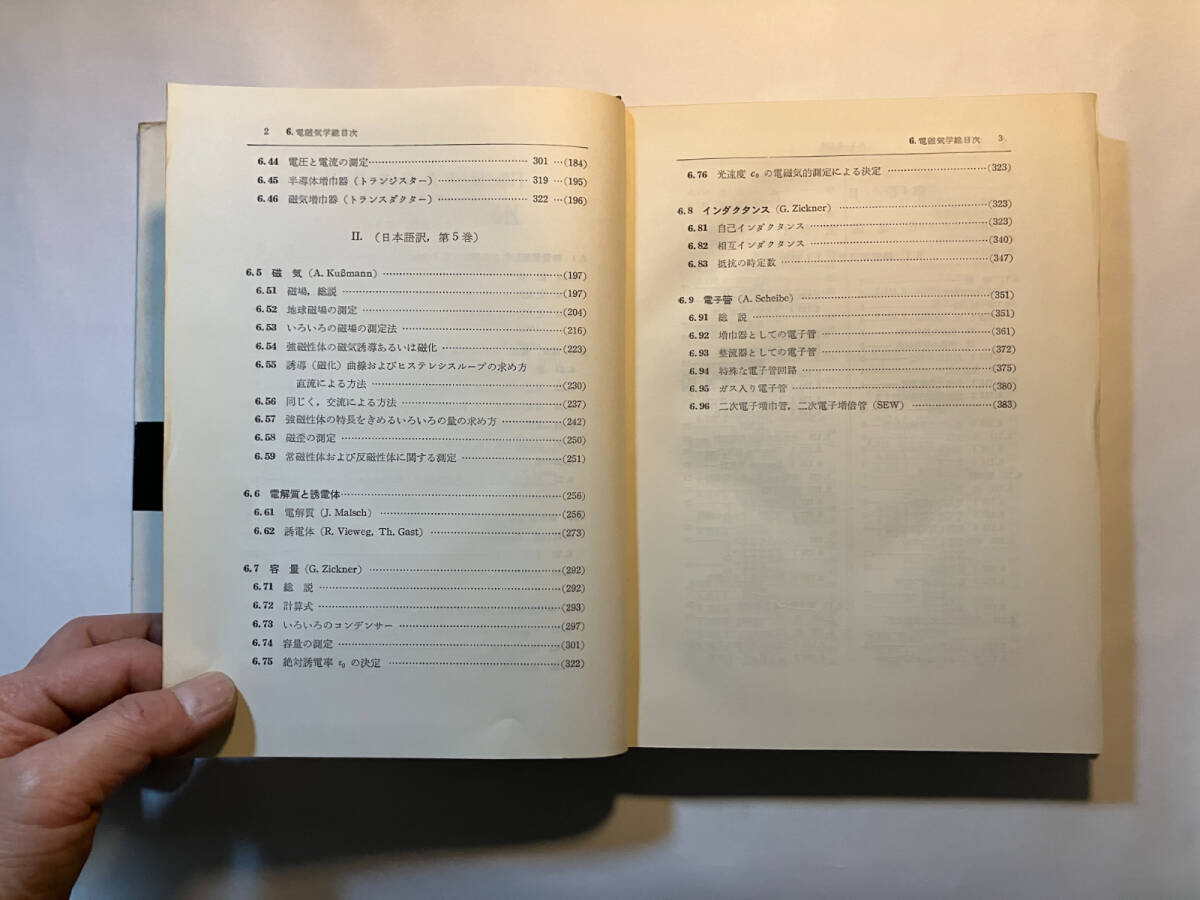 2 6. 電磁気学総目次
6.44 電圧と電流の測定………………………………………… 301 …(184)
6.45 半導体増巾器（トランジスター）……………………… 319 …(195)
6.46 磁気増巾器（トランスダクター）……………………… 322 …(196)
II. （日本語訳，第5巻）
6.5 磁 気（A. Kußmann）………………………………………………(197)
6.51 磁場，総説……………………………………………………………(197)
6.52 地球磁場の測定………………………………………………………(204)
6.53 いろいろの磁場の測定法……………………………………………(216)
6.54 強磁性体の磁気誘導あるいは磁化…………………………………(223)
6.55 誘導（磁化）曲線およびヒステレシスループの求め方
直流による方法……………………………………………………(230)
6.56 同じく，交流による方法……………………………………………(237)
6.57 強磁性体の特長をきめるいろいろの量の求め方…………………(242)
6.58 磁歪の測定……………………………………………………………(250)
6.59 常磁性体および反磁性体に関する測定……………………………(251)
6.6 電解質と誘電体…………………………………………………………(256)
6.61 電解質（J. Malsch）…………………………………………………(256)
6.62 誘電体（R. Vieweg, Th. Gast）……………………………………(273)
6.7 容 量（G. Zickner）…………………………………………………(292)
6.71 総 説…………………………………………………………………(292)
6.72 計算式…………………………………………………………………(293)
6.73 いろいろのコンデンサー……………………………………………(297)
6.74 容量の測定……………………………………………………………(301)
6.75 絶対誘電率 ε₀ の決定………………………………………………(322)
6. 電磁気学総目次 3
6.76 光速度 c₀ の電磁気的測定による決定………………………………(323)
6.8 インダクタンス（G. Zickner）………………………………………(323)
6.81 自己インダクタンス…………………………………………………(323)
6.82 相互インダクタンス…………………………………………………(340)
6.83 抵抗の時定数…………………………………………………………(347)
6.9 電子管（A. Scheibe）…………………………………………………(351)
6.91 総 説…………………………………………………………………(351)
6.92 増巾器としての電子管………………………………………………(361)
6.93 整流器としての電子管………………………………………………(372)
6.94 特殊な電子管回路……………………………………………………(375)
6.95 ガス入り電子管………………………………………………………(380)
6.96 二次電子増巾管，二次電子増倍管（SEW）…………………………(383)